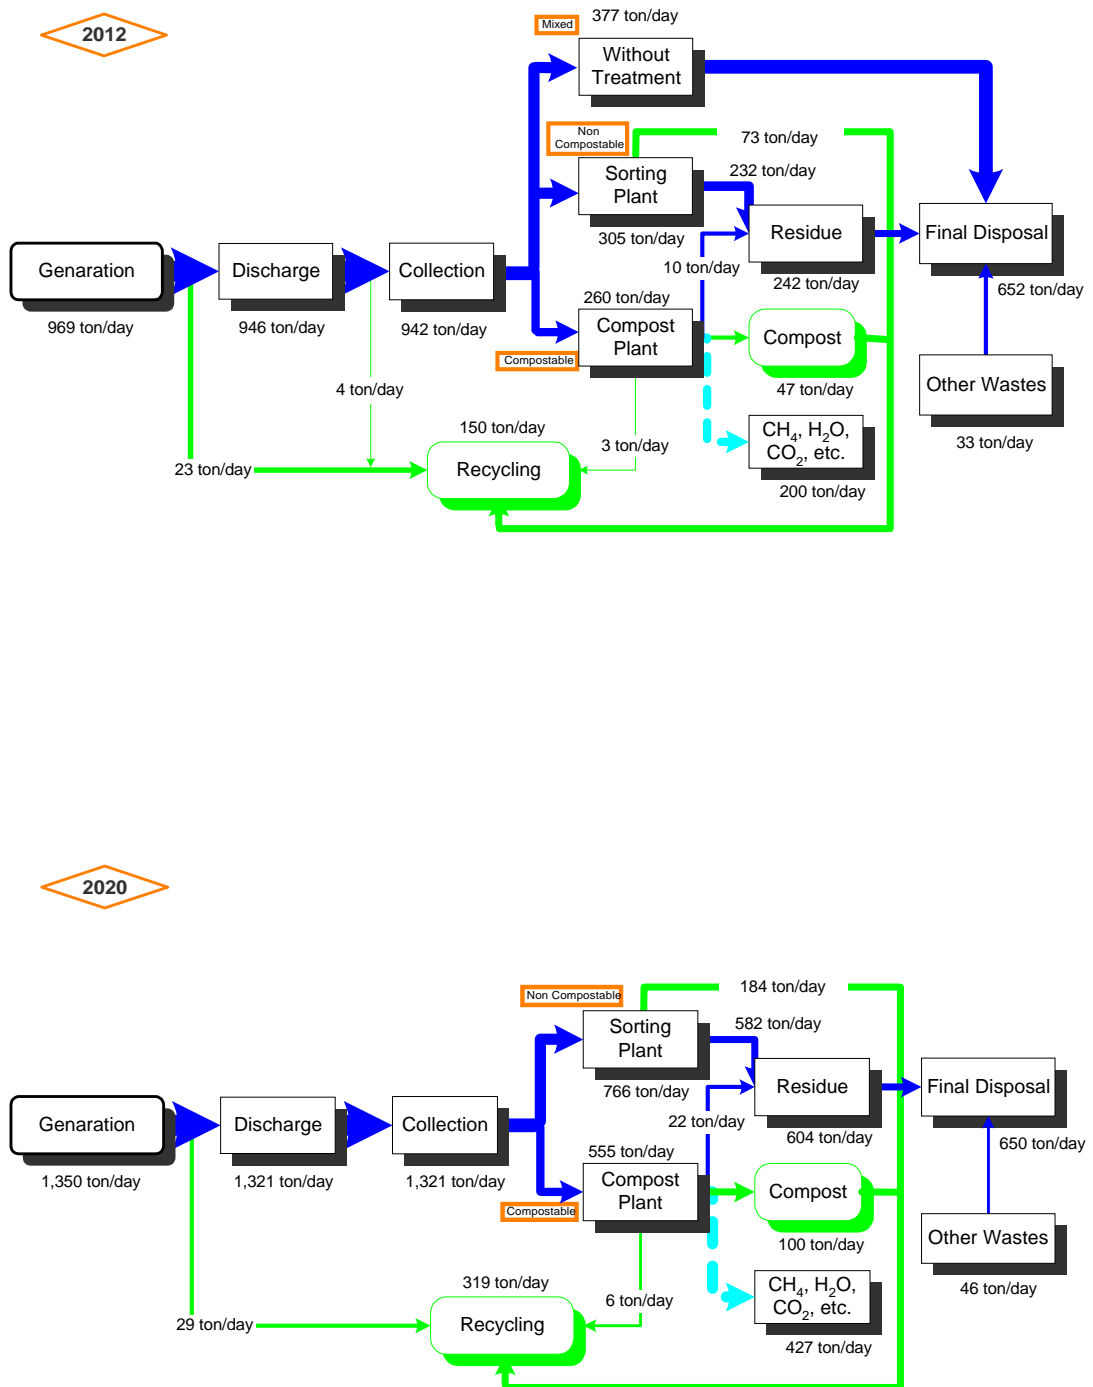 2012
Mixed
377 ton/day
Without
Treatment
Non
Compostable
73 ton/day
Sorting
Plant
232 ton/day
305 ton/day
Residue
Final Disposal
Genaration
Discharge
Collection
10 ton/day
242 ton/day
652 ton/day
969 ton/day
946 ton/day
942 ton/day
260 ton/day
Compost
Plant
Compost
Compostable
Other Wastes
4 ton/day
47 ton/day
150 ton/day
3 ton/day
CH4, H2O,
CO2, etc.
33 ton/day
23 ton/day
Recycling
200 ton/day
2020
Non Compostable
184 ton/day
Sorting
Plant
582 ton/day
766 ton/day
Residue
Final Disposal
Genaration
Discharge
Collection
22 ton/day
604 ton/day
650 ton/day
1,350 ton/day
1,321 ton/day
1,321 ton/day
555 ton/day
Compost
Plant
Compost
Compostable
Other Wastes
100 ton/day
319 ton/day
6 ton/day
CH4, H2O,
CO2, etc.
46 ton/day
29 ton/day
Recycling
427 ton/day